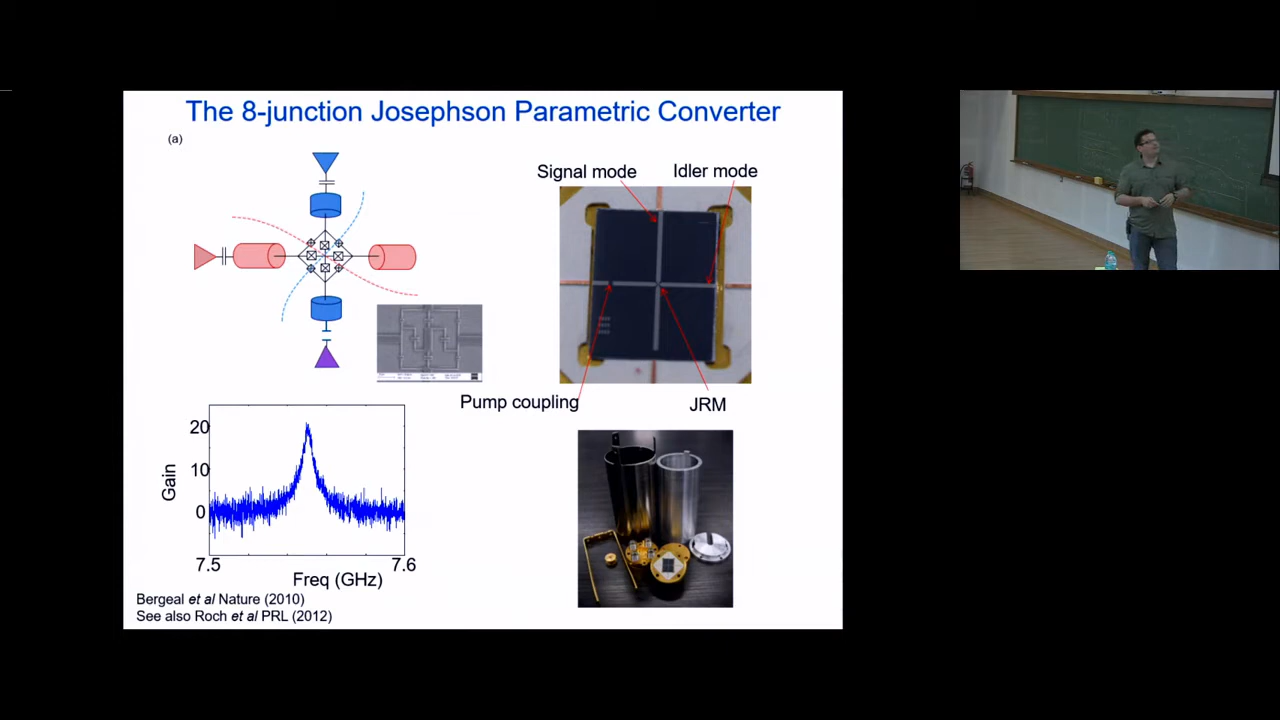 The 8-junction Josephson Parametric Converter
(a)
Signal mode
Idler mode
Pump coupling
JRM
20
10
0
Gain
7.5
7.6
Freq (GHz)
Bergeal et al Nature (2010)
See also Roch et al PRL (2012)